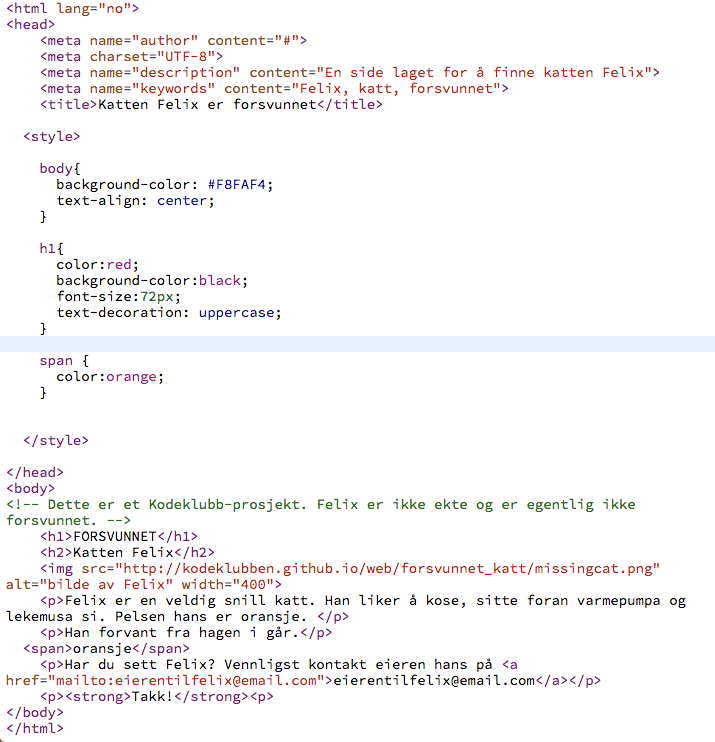 <html lang="no">
<head>
    <meta name="author" content="#">
    <meta charset="UTF-8">
    <meta name="description" content="En side laget for å finne katten Felix">
    <meta name="keywords" content="Felix, katt, forsvunnet">
    <title>Katten Felix er forsvunnet</title>
  <style>
    body{
      background-color: #F8FAF4;
      text-align: center;
    }
    h1{
      color:red;
      background-color:black;
      font-size:72px;
      text-decoration: uppercase;
    }
    span {
      color:orange;
    }
  </style>
</head>
<body>
<!-- Dette er et Kodeklubb-prosjekt. Felix er ikke ekte og er egentlig ikke
forsvunnet. -->
    <h1>FORSVUNNET</h1>
    <h2>Katten Felix</h2>
    <img src="http://kodeklubben.github.io/web/forsvunnet_katt/missingcat.png"
alt="bilde av Felix" width="400">
    <p>Felix er en veldig snill katt. Han liker å kose, sitte foran varmepumpa og
lekemusa si. Pelsen hans er oransje. </p>
    <p>Han forvant fra hagen i går.</p>
  <span>oransje</span>
    <p>Har du sett Felix? Vennligst kontakt eieren hans på <a
href="mailto:eierentilfelix@email.com">eierentilfelix@email.com</a></p>
    <p><strong>Takk!</strong><p>
</body>
</html>